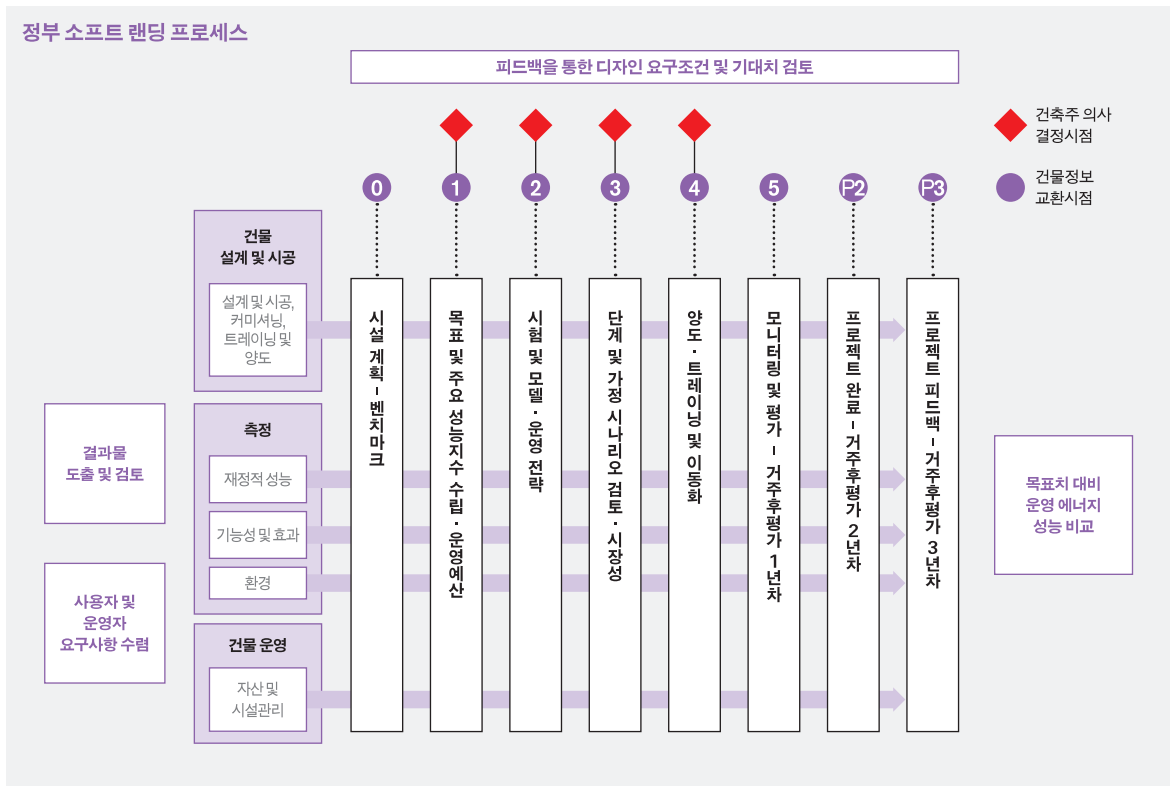 정부 소프트 랜딩 프로세스
피드백을 통한 디자인 요구조건 및 기대치 검토
건축주 의사
결정시점
건물정보
교환시점
0
1
2
3
4
5
P2
P3
건물
설계 및 시공
설계 및 시공,
커미셔닝,
트레이닝 및
양도
측정
재정적 성능
기능성 및 효과
환경
건물 운영
자산 및
시설관리
결과물
도출 및 검토
사용자 및
운영자
요구사항 수렴
시설 계획 – 벤치마크
목표 및 주요 성능지수 수립 · 운영예산
시험 및 모델 · 운영 전략
단계 및 가정 시나리오 검토 · 시장성
양도 · 트레이닝 및 이동화
모니터링 및 평가 – 거주후평가 1년차
프로젝트 완료 – 거주후평가 2년차
프로젝트 피드백 – 거주후평가 3년차
목표치 대비
운영 에너지
성능 비교